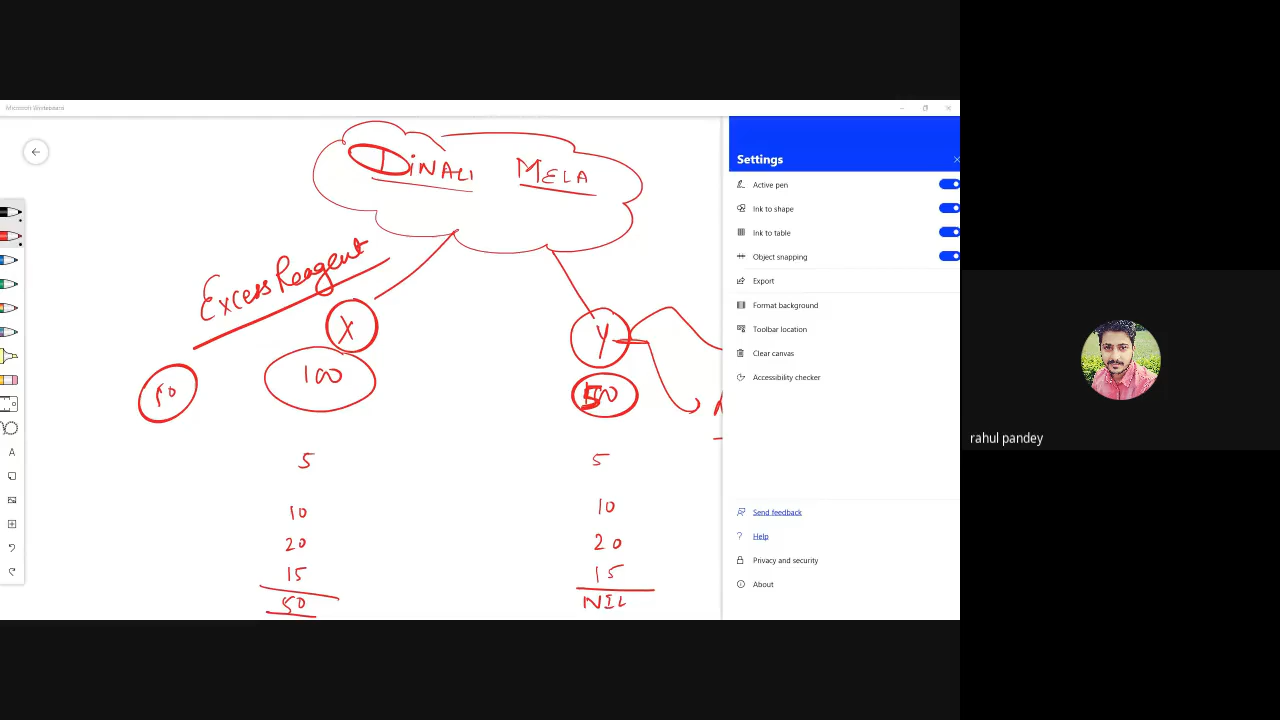 Microsoft Whiteboard
DiWALI MELA
Excess Reagent
X
Y
100
50
50
5 5
10 10
20 20
15 15
50 NIL
A
Settings
Active pen
Ink to shape
Ink to table
Object snapping
Export
Format background
Toolbar location
Clear canvas
Accessibility checker
Send feedback
Help
Privacy and security
About
rahul pandey